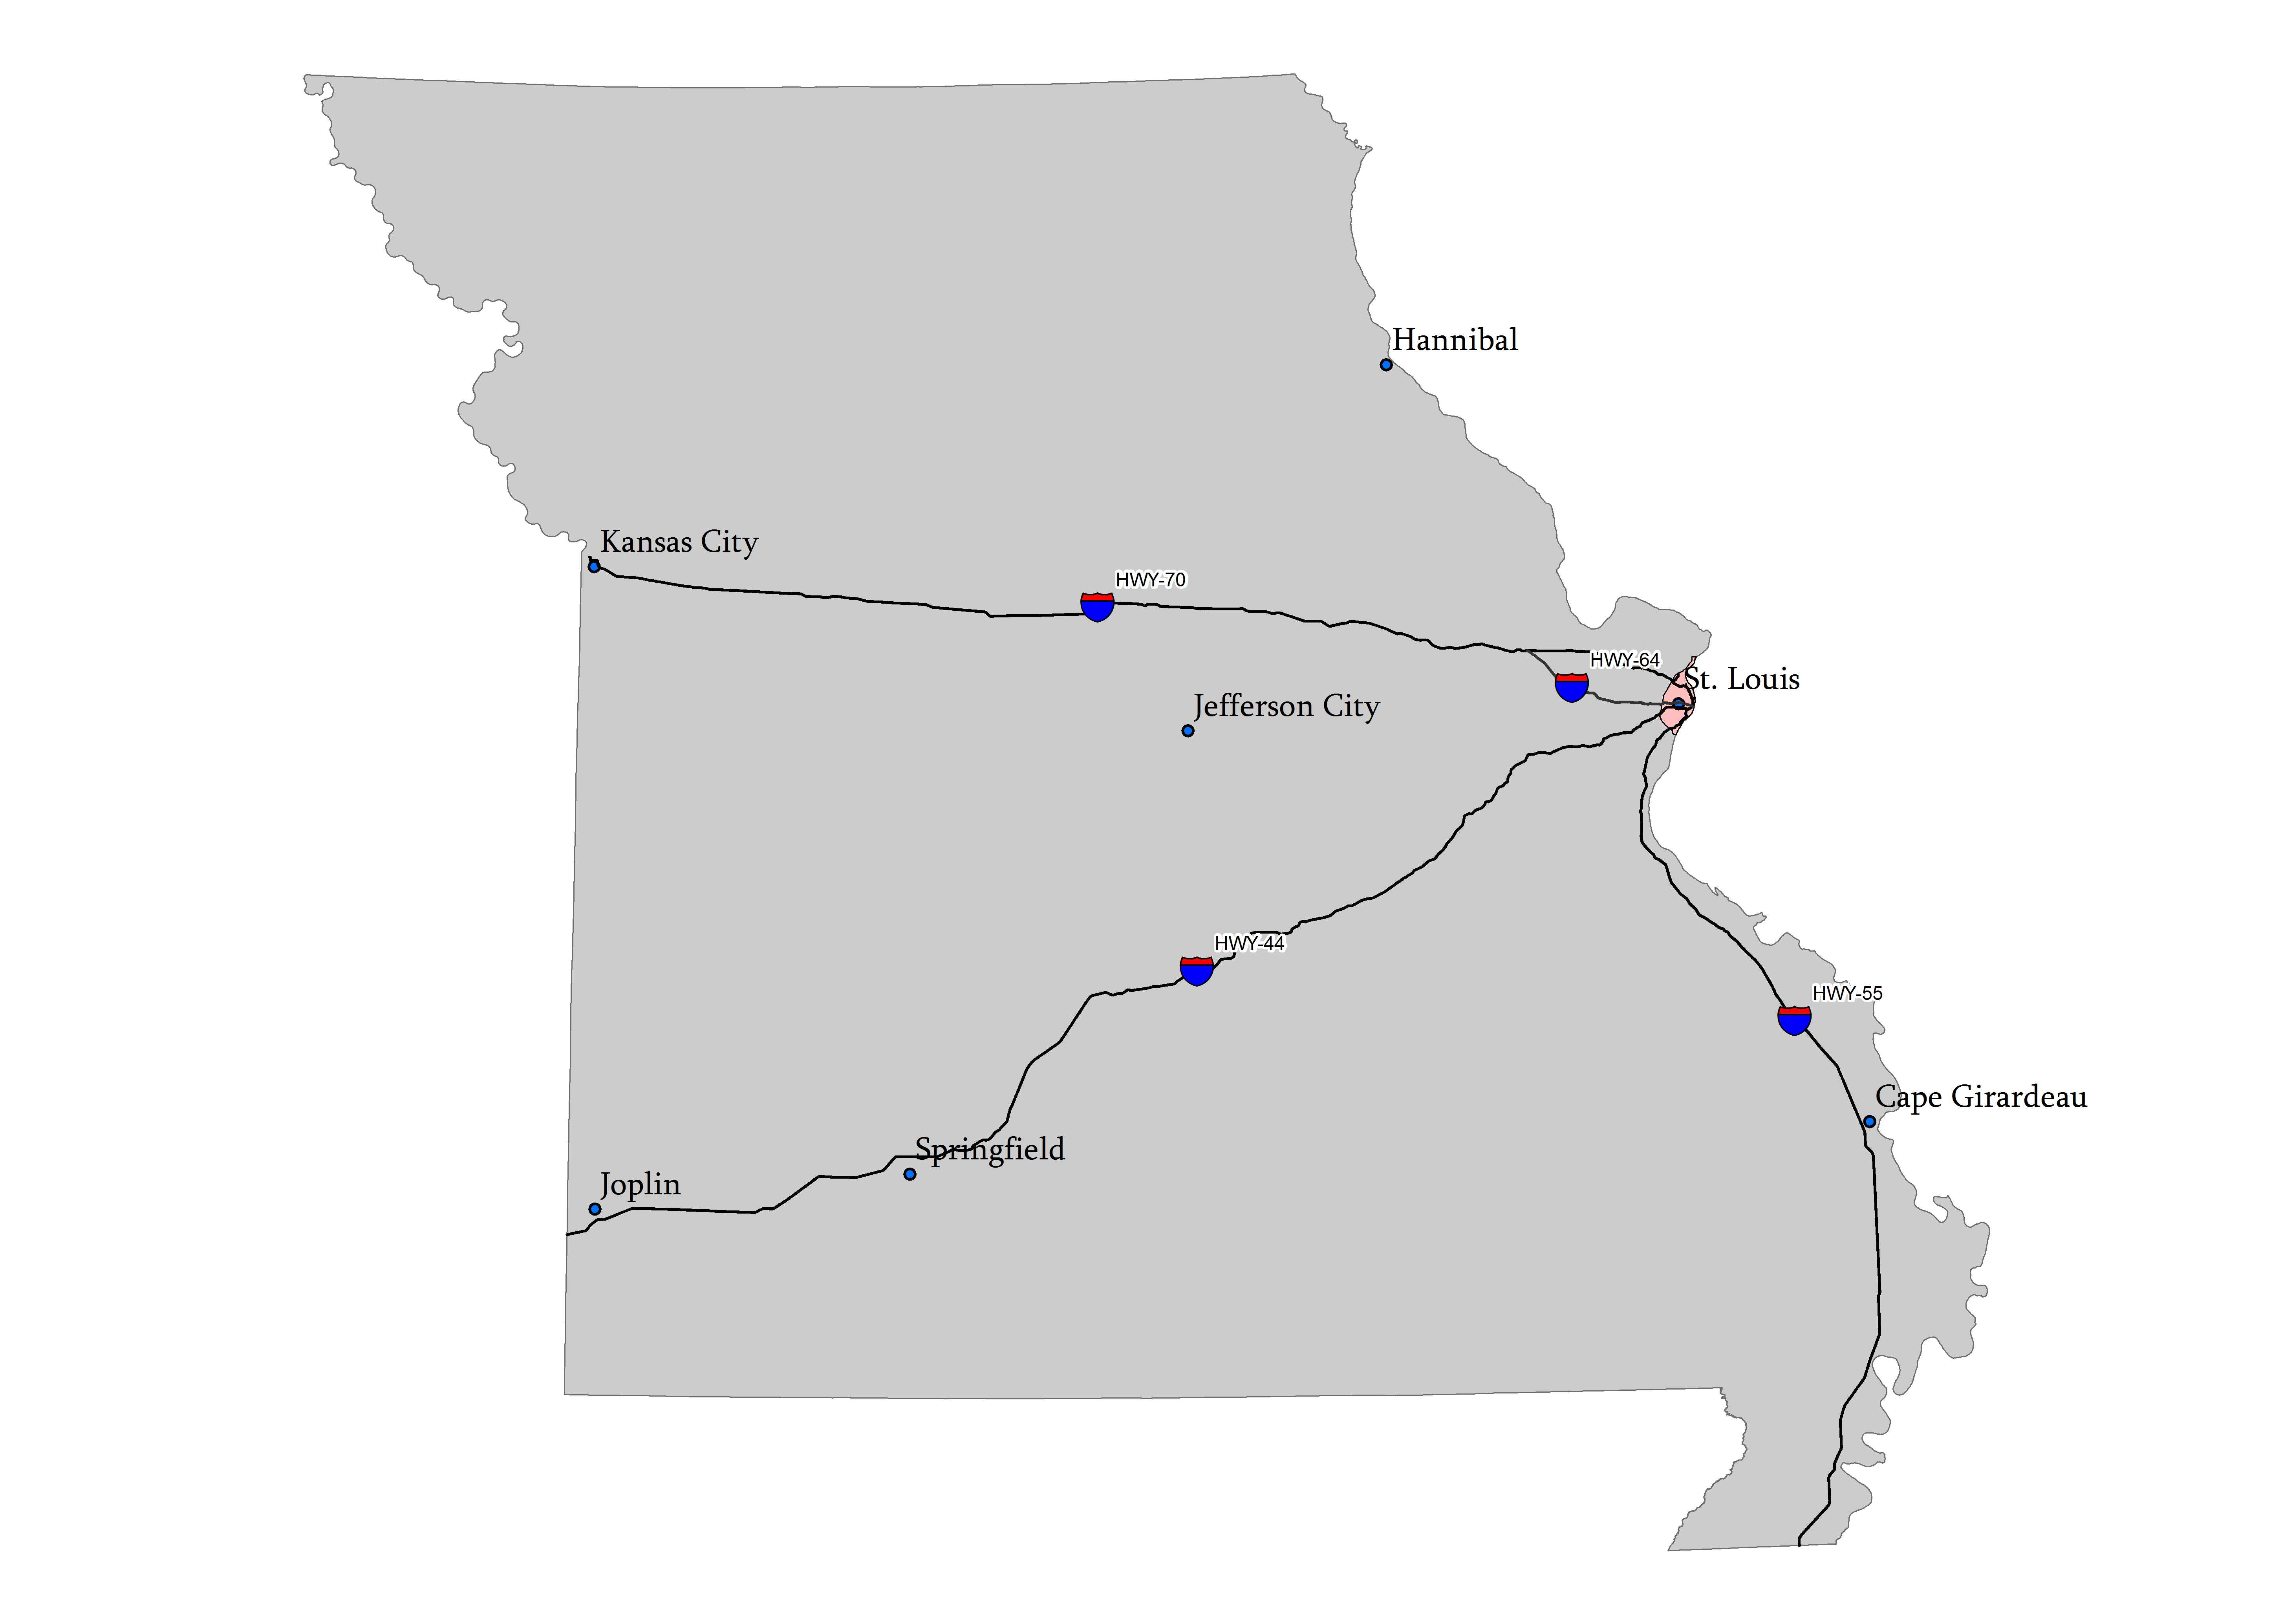 Hannibal
Kansas City
HWY-70
HWY-64
St. Louis
Jefferson City
HWY-44
HWY-55
Cape Girardeau
Springfield
Joplin